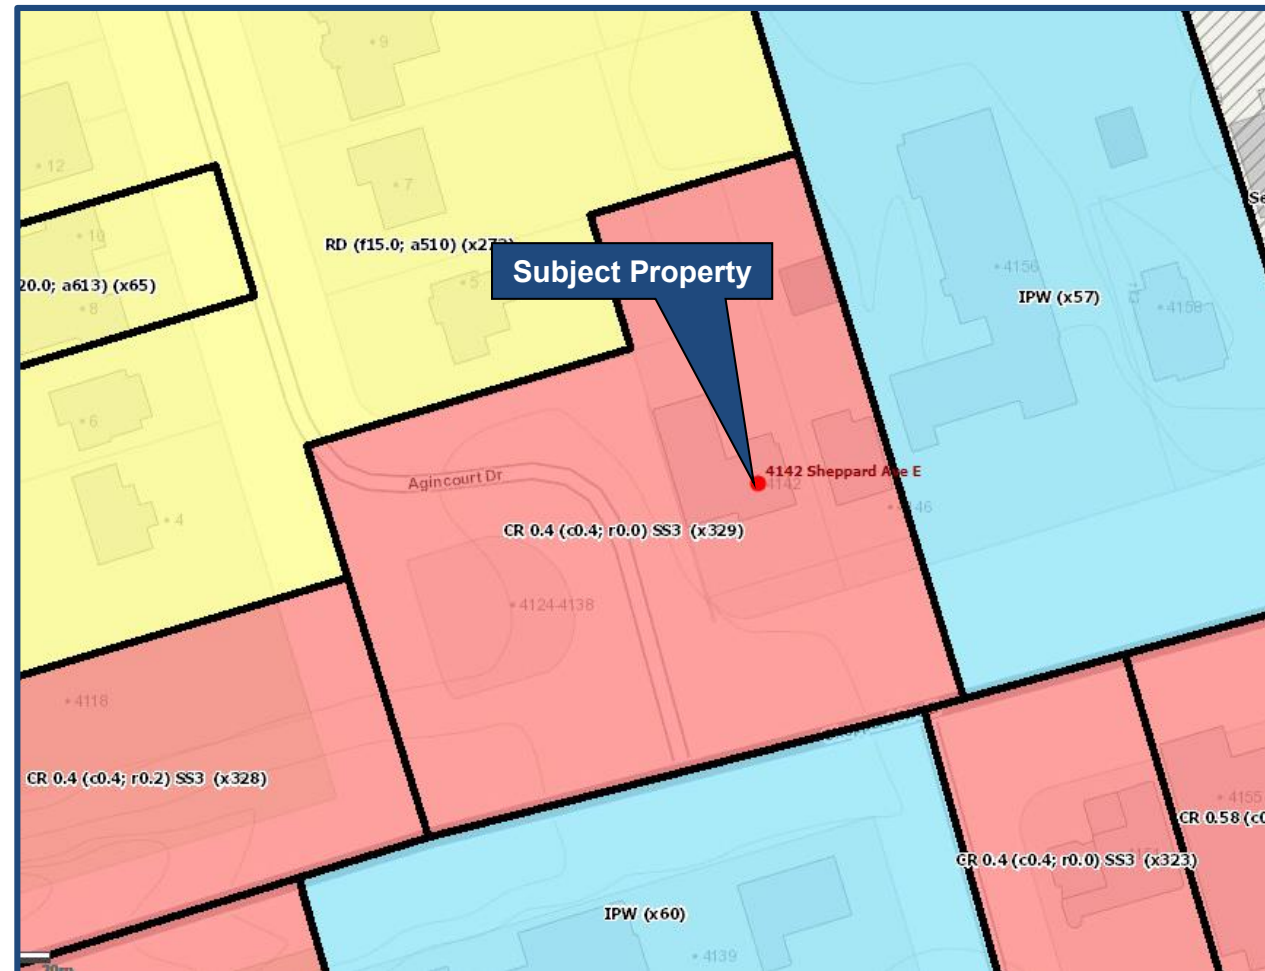 9
12
7
10
RD (f15.0; a510) (x27
Subject Property
20.0; a613) (x65)
5
8
4156
IPW (x57)
4158
6
4142 Sheppard Ave E
4142
Agincourt Dr
4
CR 0.4 (c0.4; r0.0) SS3 (x329)
4124-4138
4118
CR 0.4 (c0.4; r0.2) SS3 (x328)
4155
CR 0.58 (c0
CR 0.4 (c0.4; r0.0) SS3 (x323)
IPW (x60)
4139